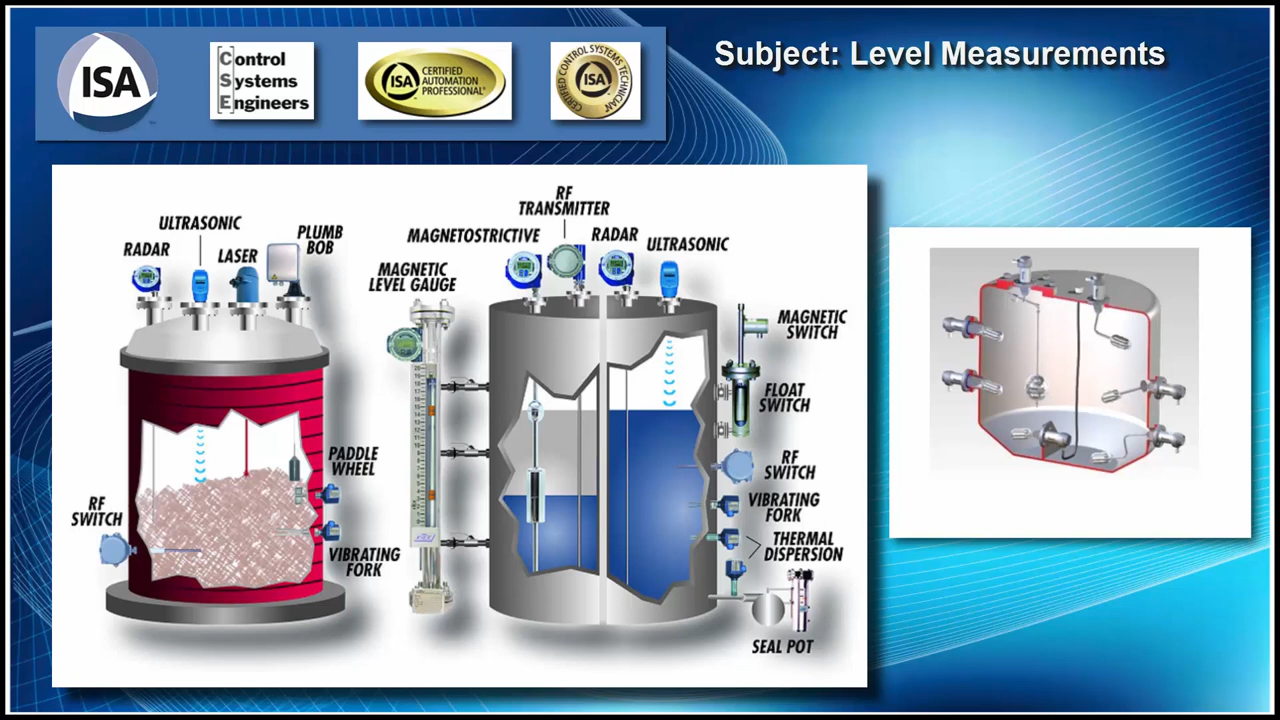 Subject: Level Measurements
ISA
[C]ontrol
Systems
[E]ngineers
ISA
CERTIFIED
AUTOMATION
PROFESSIONAL®
CERTIFIED CONTROL SYSTEMS TECHNICIAN
ISA
RADAR
ULTRASONIC
LASER
PLUMB
BOB
PADDLE
WHEEL
RF
SWITCH
VIBRATING
FORK
MAGNETIC
LEVEL GAUGE
MAGNETOSTRICTIVE
RF
TRANSMITTER
RADAR
ULTRASONIC
MAGNETIC
SWITCH
FLOAT
SWITCH
RF
SWITCH
VIBRATING
FORK
THERMAL
DISPERSION
SEAL POT